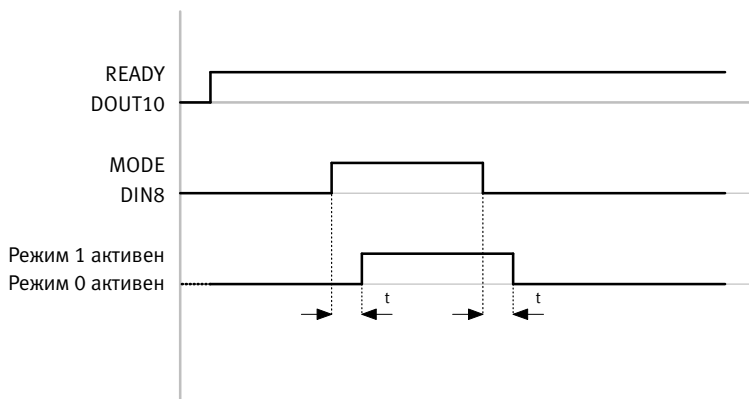 READY
DOUT10
MODE
DIN8
Режим 1 активен
Режим 0 активен
t
t